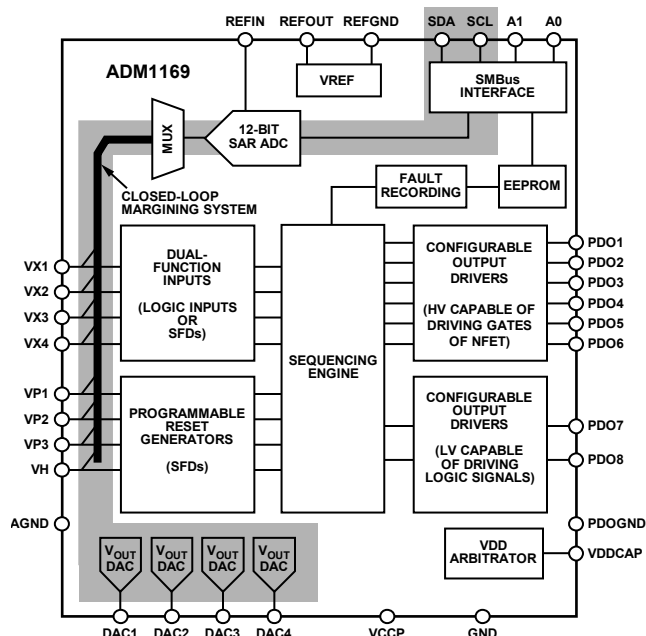 REFIN REFOUT REFGND SDA SCL A1 A0
ADM1169
VREF
SMBus
INTERFACE
MUX
12-BIT
SAR ADC
FAULT
RECORDING
EEPROM
CLOSED-LOOP
MARGINING SYSTEM
VX1
VX2
VX3
VX4
DUAL-
FUNCTION
INPUTS
(LOGIC INPUTS
OR
SFDs)
SEQUENCING
ENGINE
CONFIGURABLE
OUTPUT
DRIVERS
(HV CAPABLE OF
DRIVING GATES
OF NFET)
PDO1
PDO2
PDO3
PDO4
PDO5
PDO6
VP1
VP2
VP3
VH
PROGRAMMABLE
RESET
GENERATORS
(SFDs)
CONFIGURABLE
OUTPUT
DRIVERS
(LV CAPABLE
OF DRIVING
LOGIC SIGNALS)
PDO7
PDO8
AGND
PDOGND
VOUT
DAC
VOUT
DAC
VOUT
DAC
VOUT
DAC
VDD
ARBITRATOR
VDDCAP
DAC1 DAC2 DAC3 DAC4 VCCP GND